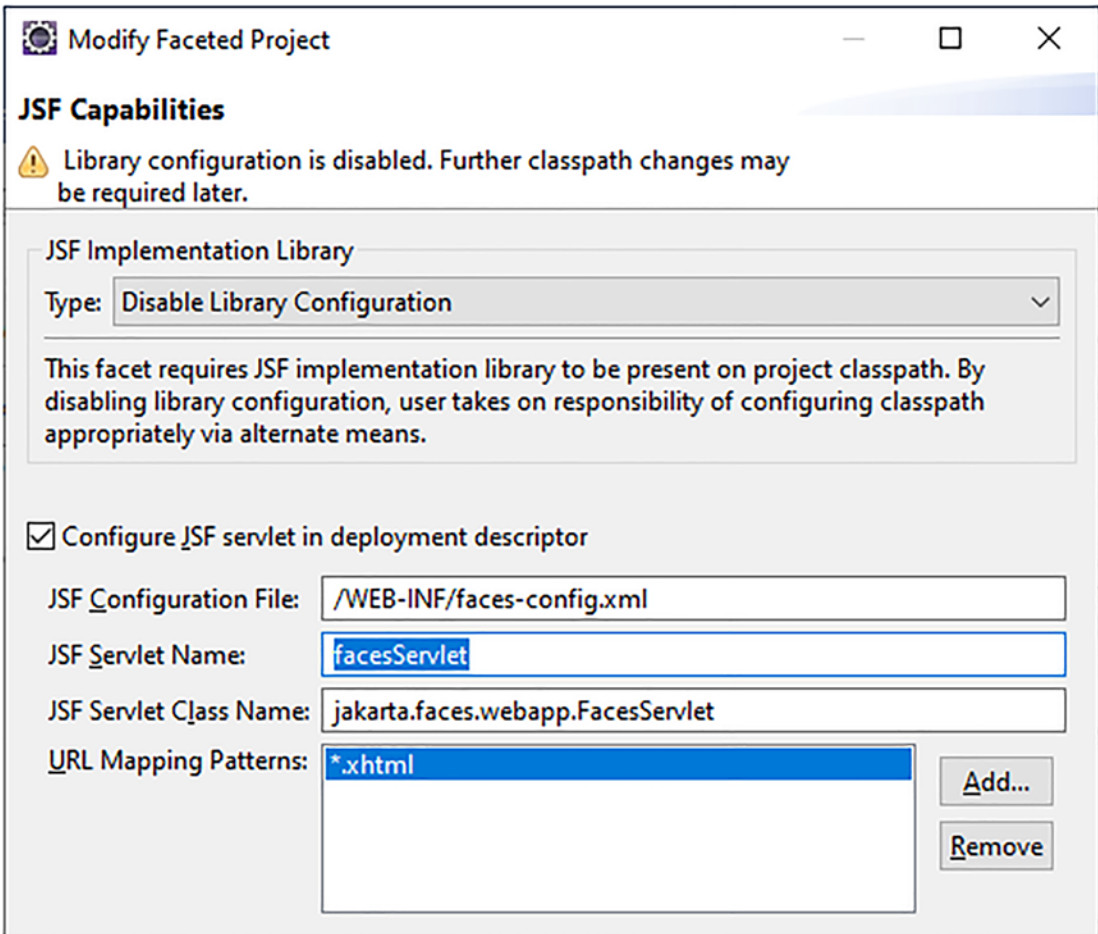 Modify Faceted Project
JSF Capabilities
Library configuration is disabled. Further classpath changes may
be required later.
JSF Implementation Library
Type: Disable Library Configuration
This facet requires JSF implementation library to be present on project classpath. By
disabling library configuration, user takes on responsibility of configuring classpath
appropriately via alternate means.
Configure JSF servlet in deployment descriptor
JSF Configuration File: /WEB-INF/faces-config.xml
JSF Servlet Name: facesServlet
JSF Servlet Class Name: jakarta.faces.webapp.FacesServlet
URL Mapping Patterns: *.xhtml
Add...
Remove